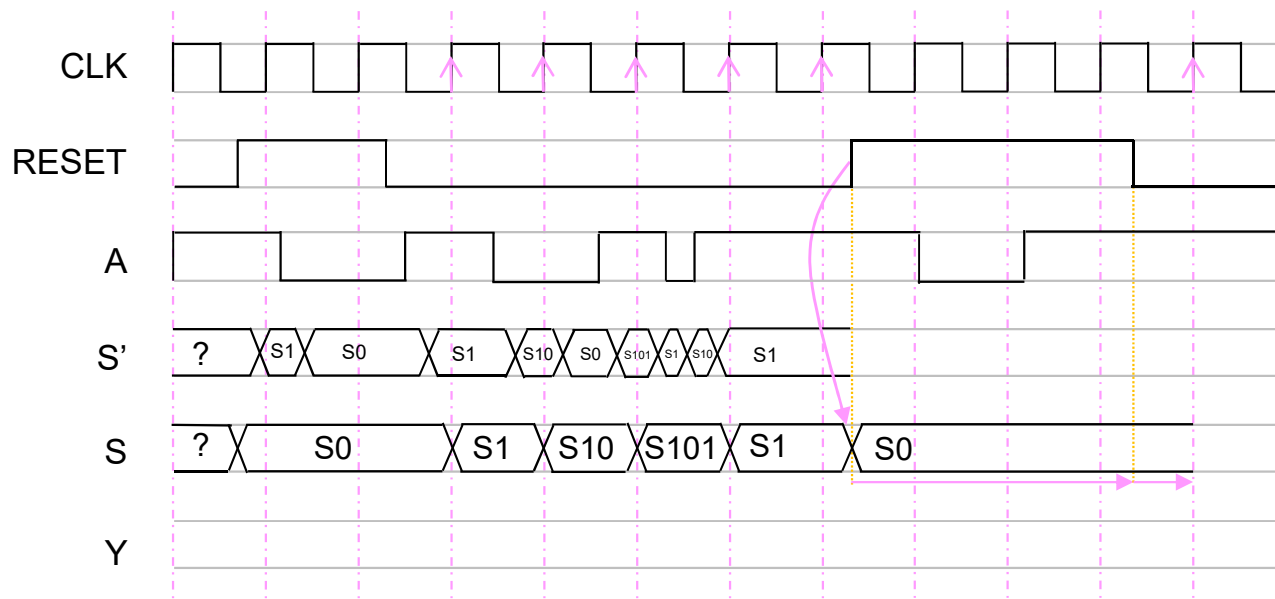 CLK
RESET
A
S’ ? S1 S0 S1 S10 S0 S101 S1 S10 S1
S ? S0 S1 S10 S101 S1 S0
Y